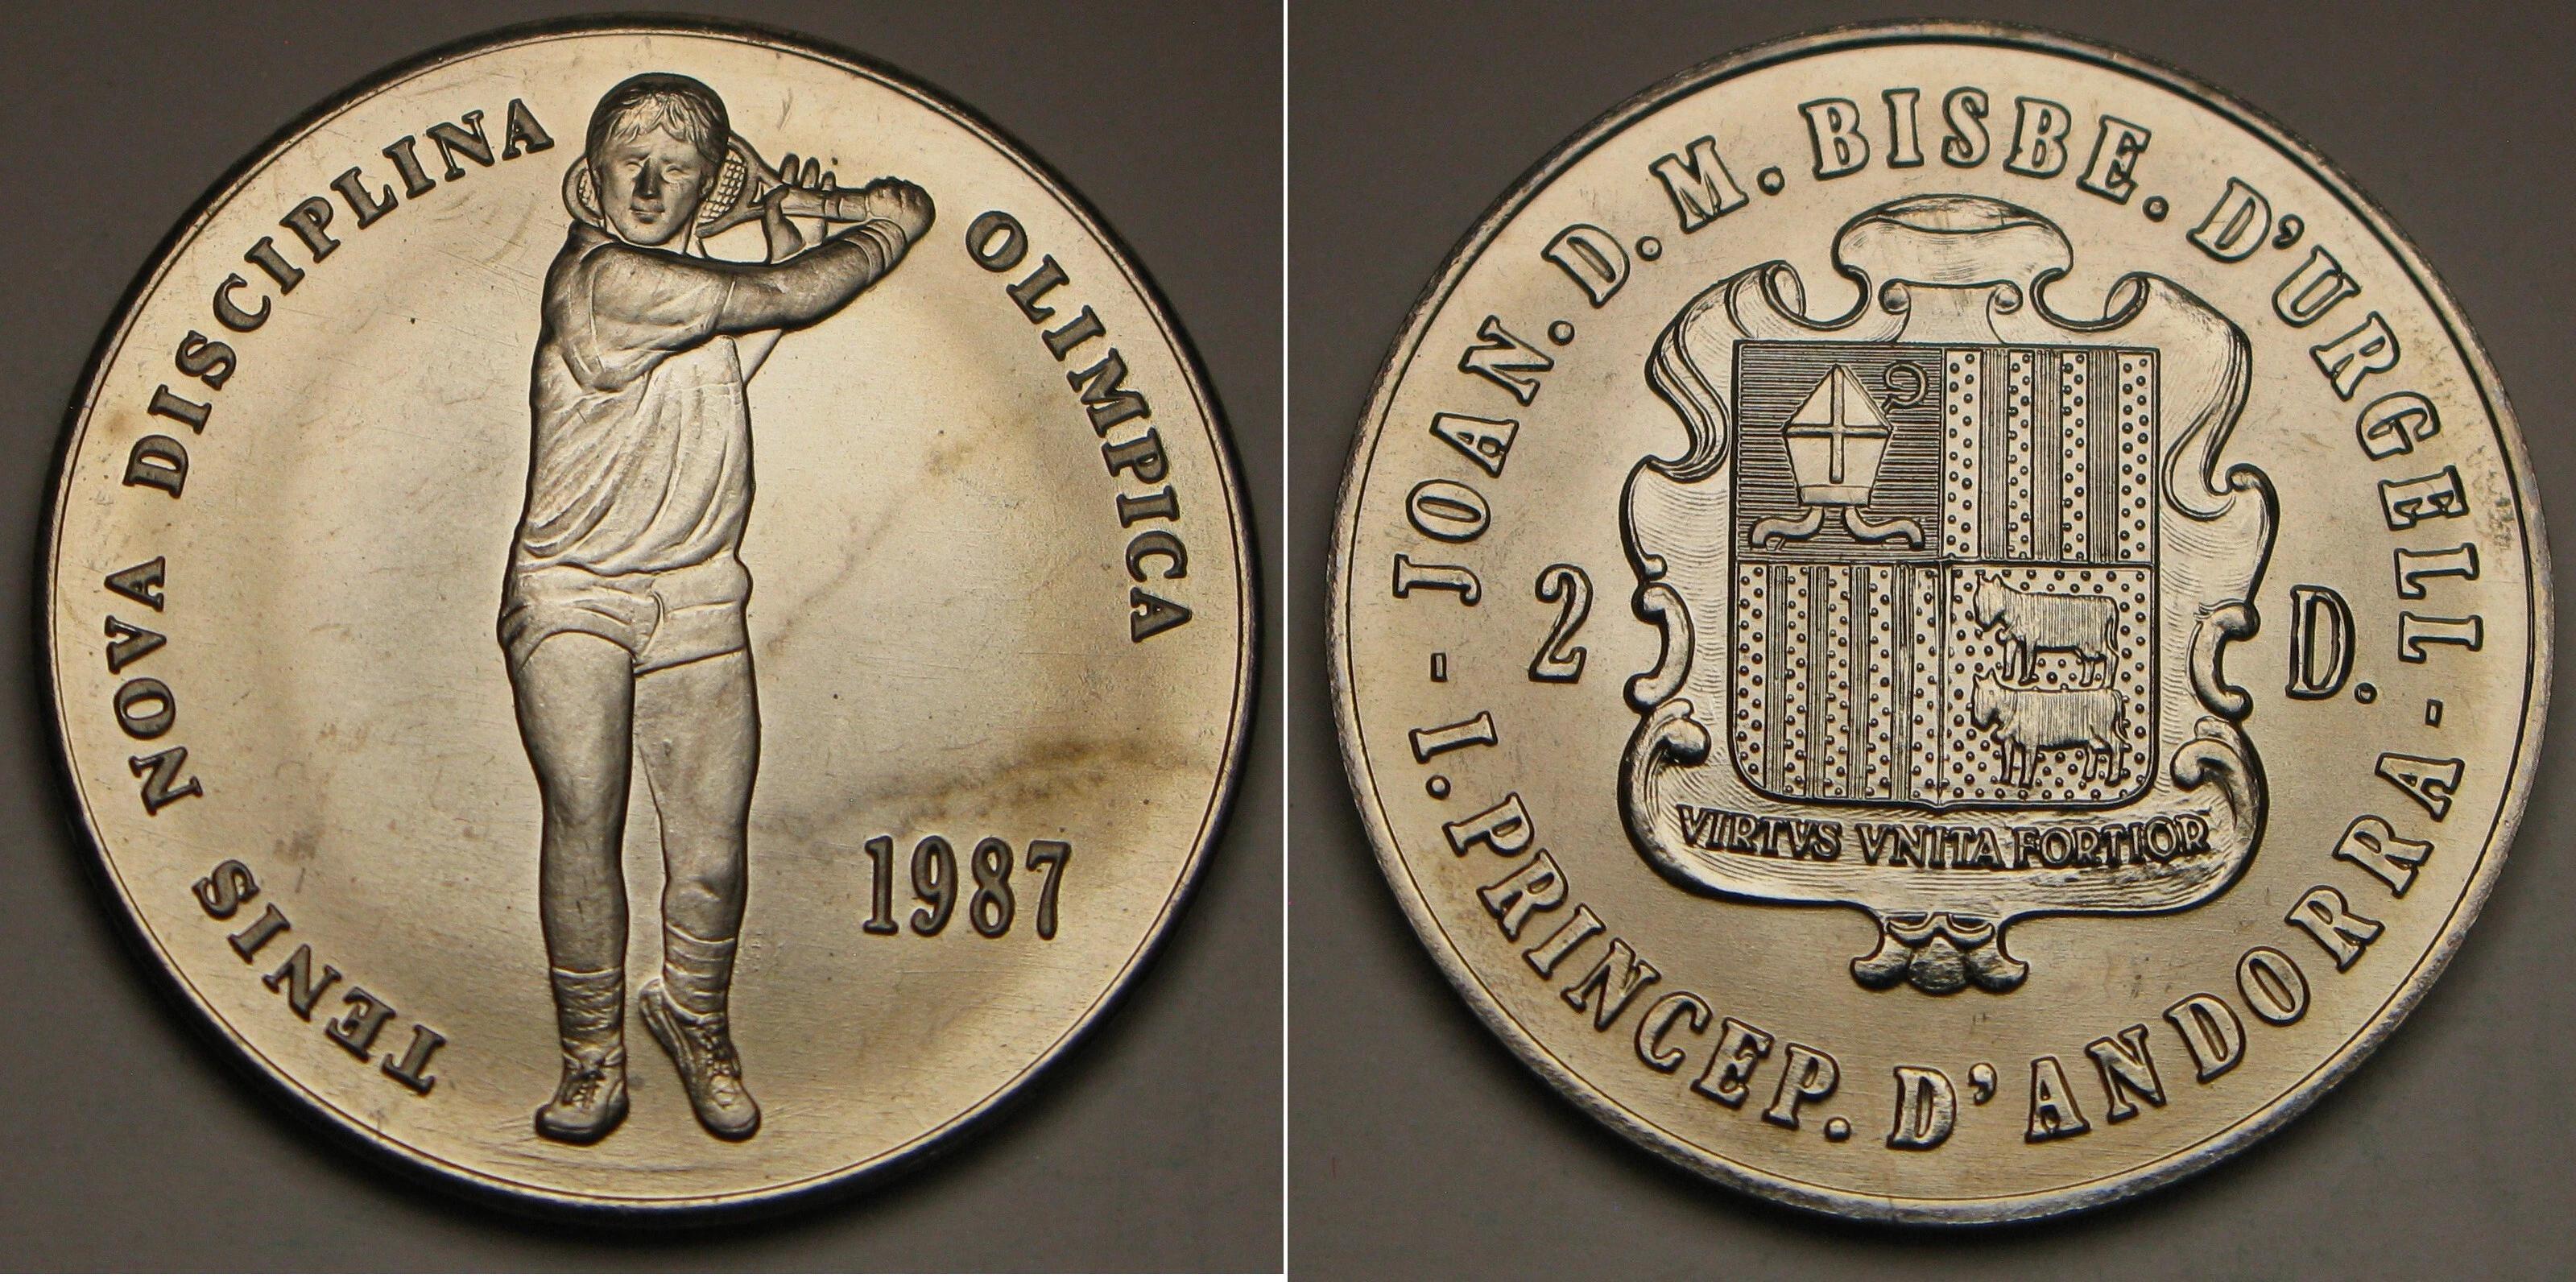 TENIS NOVA DISCIPLINA OLIMPICA
1987
JOAN. D. M. BISBE. D'URGELL -
I. PRINCEP. D'ANDORRA -
2 D.
VIRTVS VNITA FORTIOR